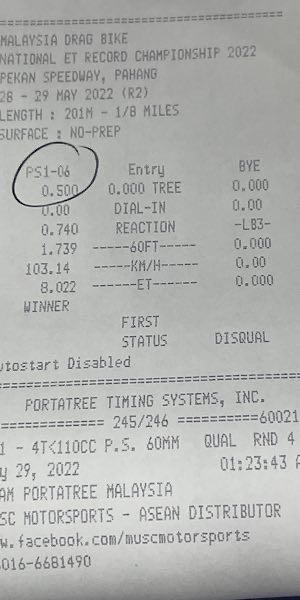 MALAYSIA DRAG BIKE
NATIONAL ET RECORD CHAMPIONSHIP 2022
PEKAN SPEEDWAY, PAHANG
28 - 29 MAY 2022 (R2)
LENGTH : 201M - 1/8 MILES
SURFACE : NO-PREP
PS1-06 Entry BYE
0.500 0.000 TREE 0.000
0.00 DIAL-IN 0.00
0.740 REACTION -LB3-
1.739 -----60FT----- 0.000
103.14 -----KM/H----- 0.00
8.022 ------ET------ 0.000
WINNER
FIRST
STATUS DISQUAL
utostart Disabled
PORTATREE TIMING SYSTEMS, INC.
============= 245/246 ==========60021
1 - 4T<110CC P.S. 60MM QUAL RND 4
y 29, 2022 01:23:43 A
AM PORTATREE MALAYSIA
SC MOTORSPORTS - ASEAN DISTRIBUTOR
w.facebook.com/muscmotorsports
016-6681490